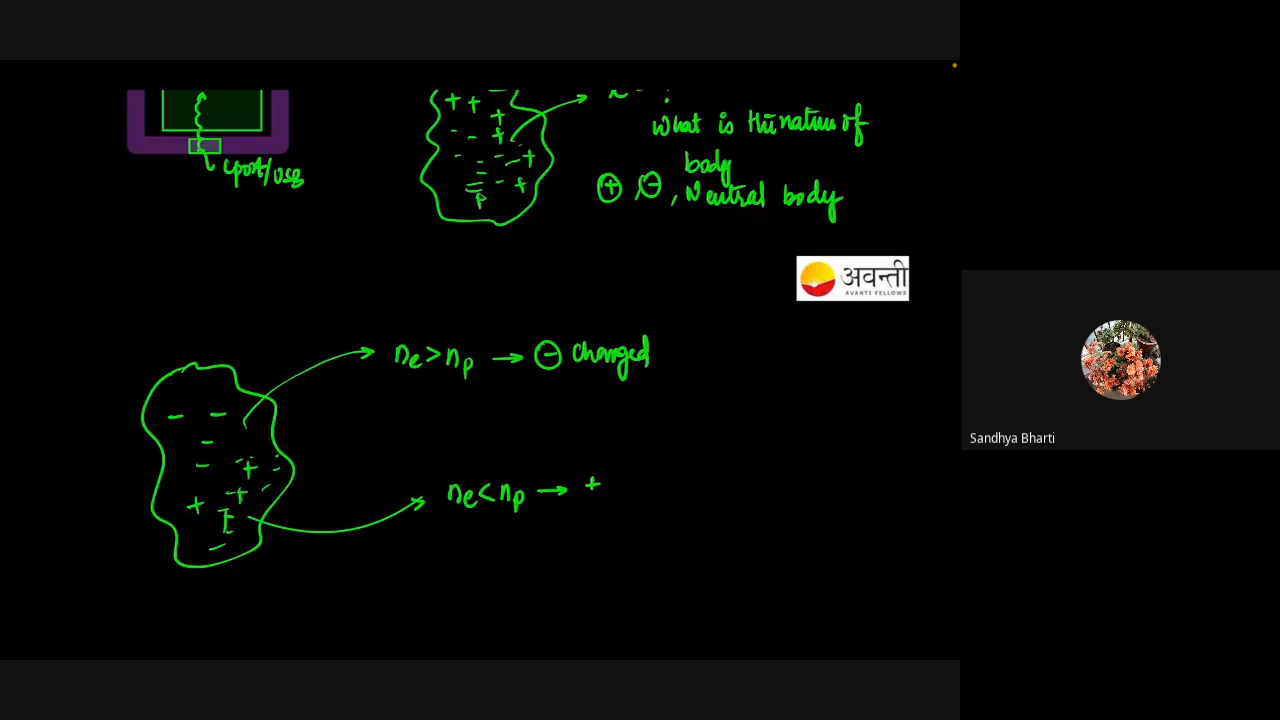 What is the nature of
body
Cport/USB
+ , - , Neutral body
+ + +
- - +
- - - +
- - +
P
अवन्ती
AVANTI FELLOWS
ne > np → - charged
- -
-
- + -
+ + -
-
ne < np → +
Sandhya Bharti